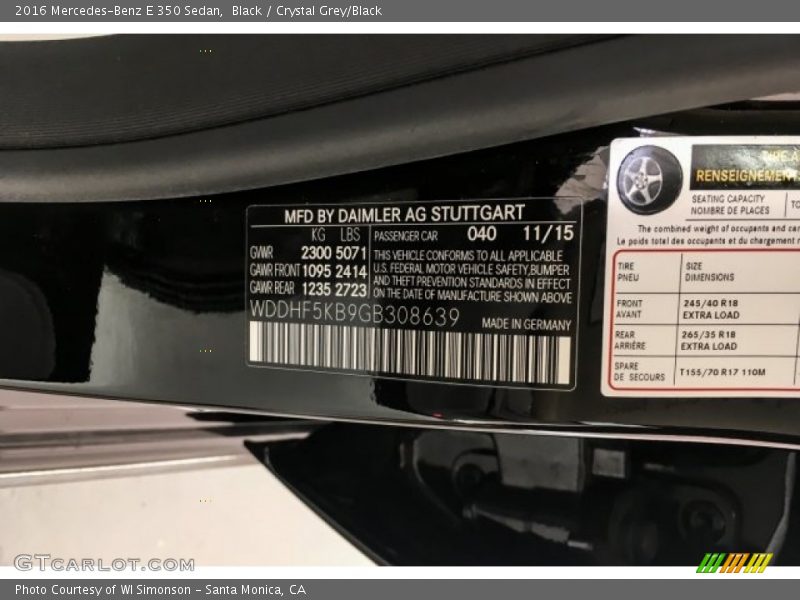 2016 Mercedes-Benz E 350 Sedan, Black / Crystal Grey/Black
MFD BY DAIMLER AG STUTTGART
KG LBS
GVWR 2300 5071
GAWR FRONT 1095 2414
GAWR REAR 1235 2723
PASSENGER CAR 040 11/15
THIS VEHICLE CONFORMS TO ALL APPLICABLE
U.S. FEDERAL MOTOR VEHICLE SAFETY, BUMPER
AND THEFT PREVENTION STANDARDS IN EFFECT
ON THE DATE OF MANUFACTURE SHOWN ABOVE
WDDHF5KB9GB308639
MADE IN GERMANY
TIRE A
RENSEIGNEMENT
SEATING CAPACITY
NOMBRE DE PLACES
TO
The combined weight of occupants and car
Le poids total des occupants et du chargement
TIRE
PNEU
SIZE
DIMENSIONS
FRONT
AVANT
245/40 R18
EXTRA LOAD
REAR
ARRIÈRE
265/35 R18
EXTRA LOAD
SPARE
DE SECOURS
T155/70 R17 110M
GTCARLOT.COM
Photo Courtesy of WI Simonson - Santa Monica, CA